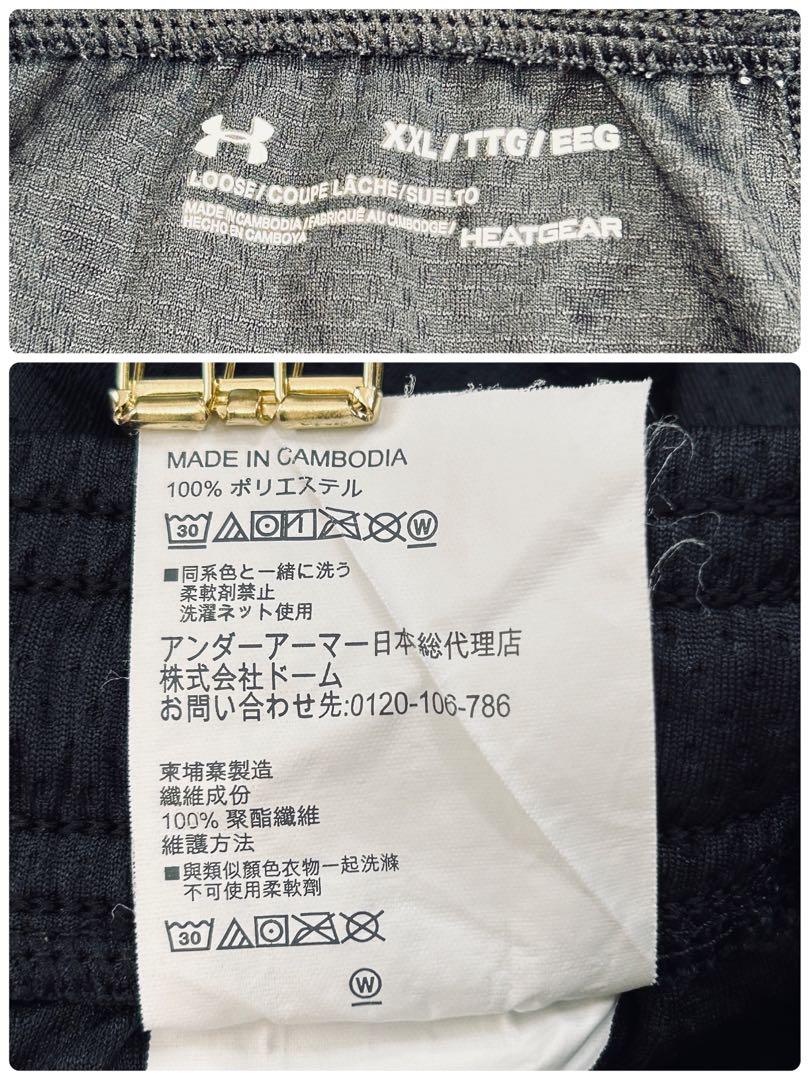 XXL/TTG/EEG
LOOSE/COUPE LÂCHE/SUELTO
MADE IN CAMBODIA/FABRIQUÉ AU CMBODGE/
HECHO EN CAMBOYA
HEATGEAR
MADE IN CAMBODIA
100% ポリエステル
30 W
■同系色と一緒に洗う
柔軟剤禁止
洗濯ネット使用
アンダーアーマー日本総代理店
株式会社ドーム
お問い合わせ先:0120-106-786
柬埔寨製造
纖維成份
100% 聚酯纖維
維護方法
■與類似顏色衣物一起洗滌
不可使用柔軟劑
30
W